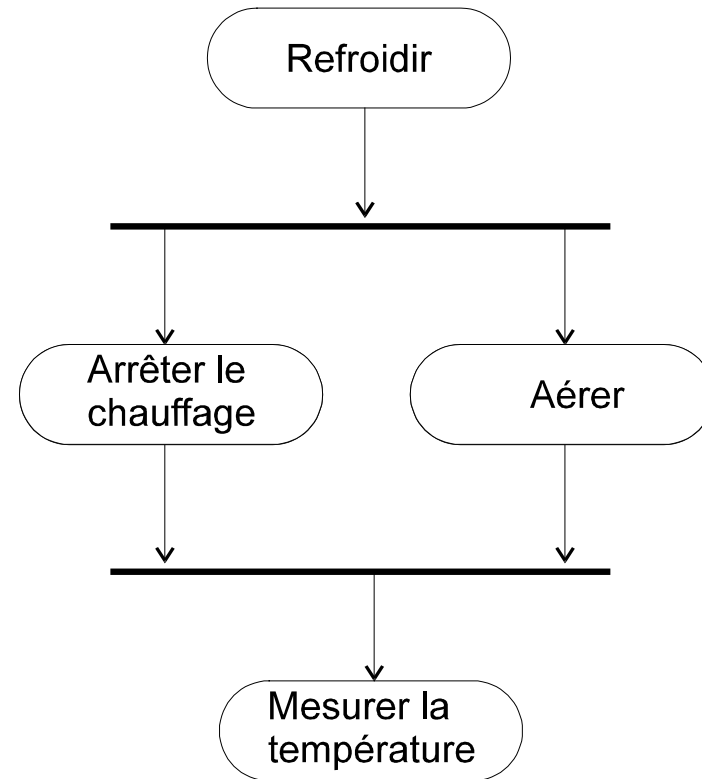 Refroidir
Arrêter le
chauffage
Aérer
Mesurer la
température